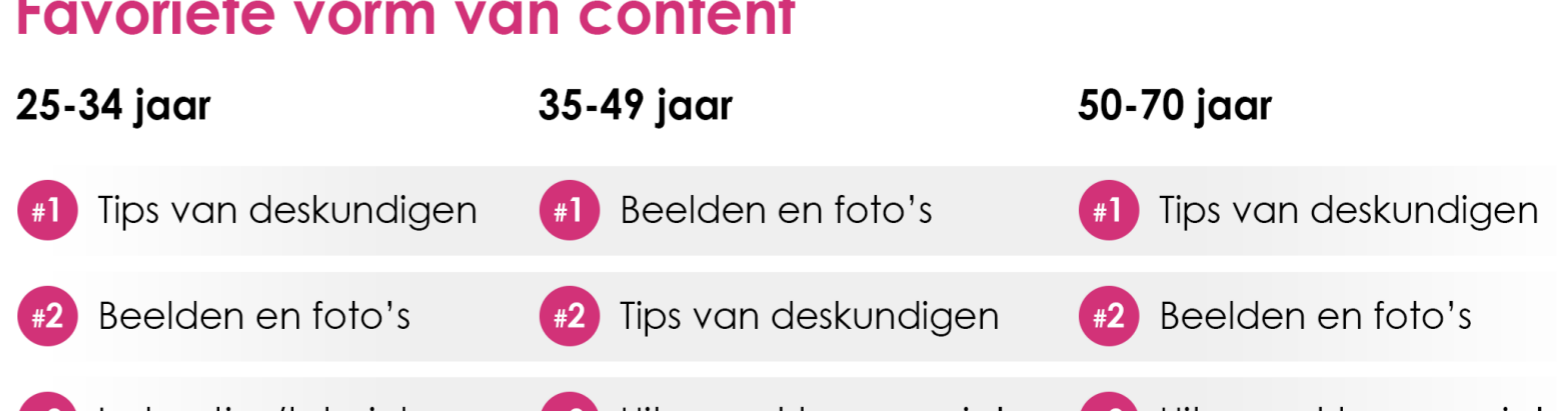 Favoriete vorm van content
25-34 jaar 35-49 jaar 50-70 jaar
#1 Tips van deskundigen #1 Beelden en foto's #1 Tips van deskundigen
#2 Beelden en foto's #2 Tips van deskundigen #2 Beelden en foto's